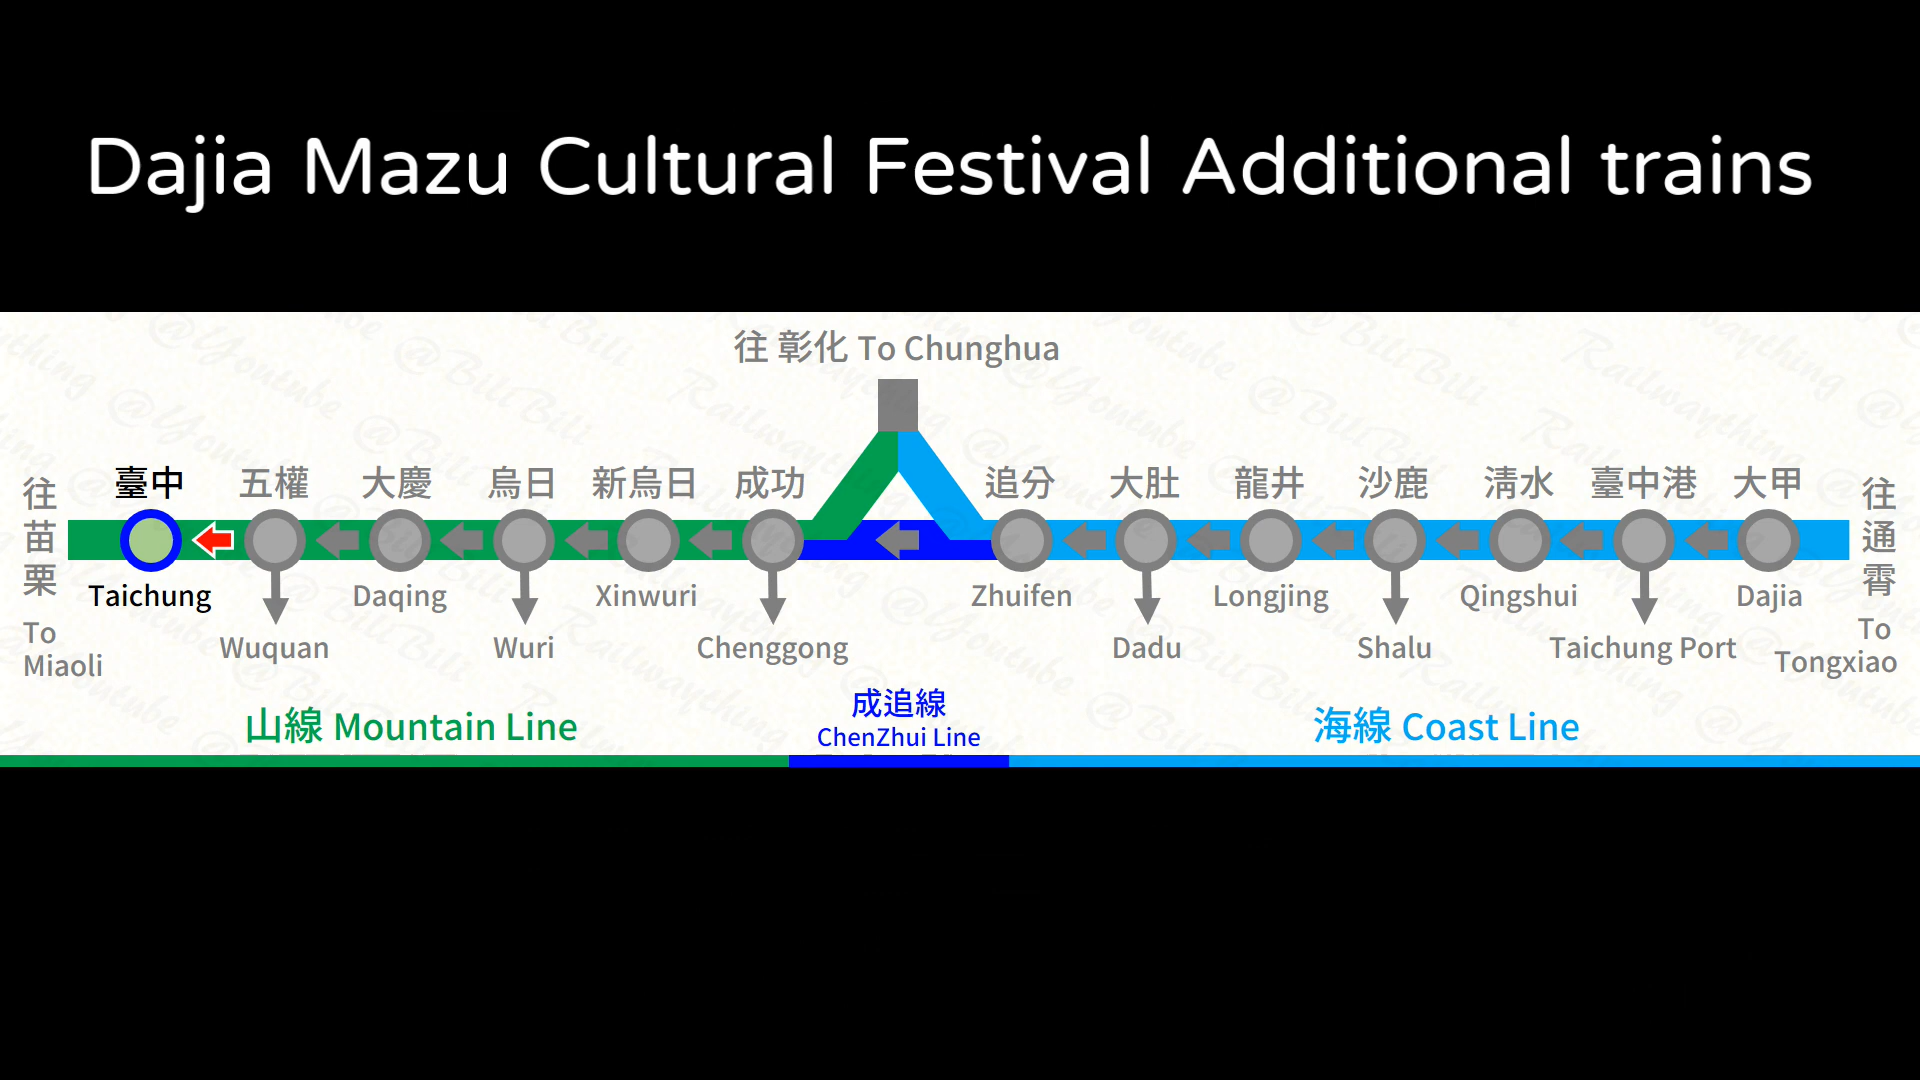 Dajia Mazu Cultural Festival Additional trains
往 彰化 To Chunghua
往苗栗
To
Miaoli
臺中
五權
大慶
烏日
新烏日
成功
追分
大肚
龍井
沙鹿
清水
臺中港
大甲
往通霄
To
Tongxiao
Taichung
Wuquan
Daqing
Wuri
Xinwuri
Chenggong
Zhuifen
Dadu
Longjing
Shalu
Qingshui
Taichung Port
Dajia
山線 Mountain Line
成追線
ChenZhui Line
海線 Coast Line